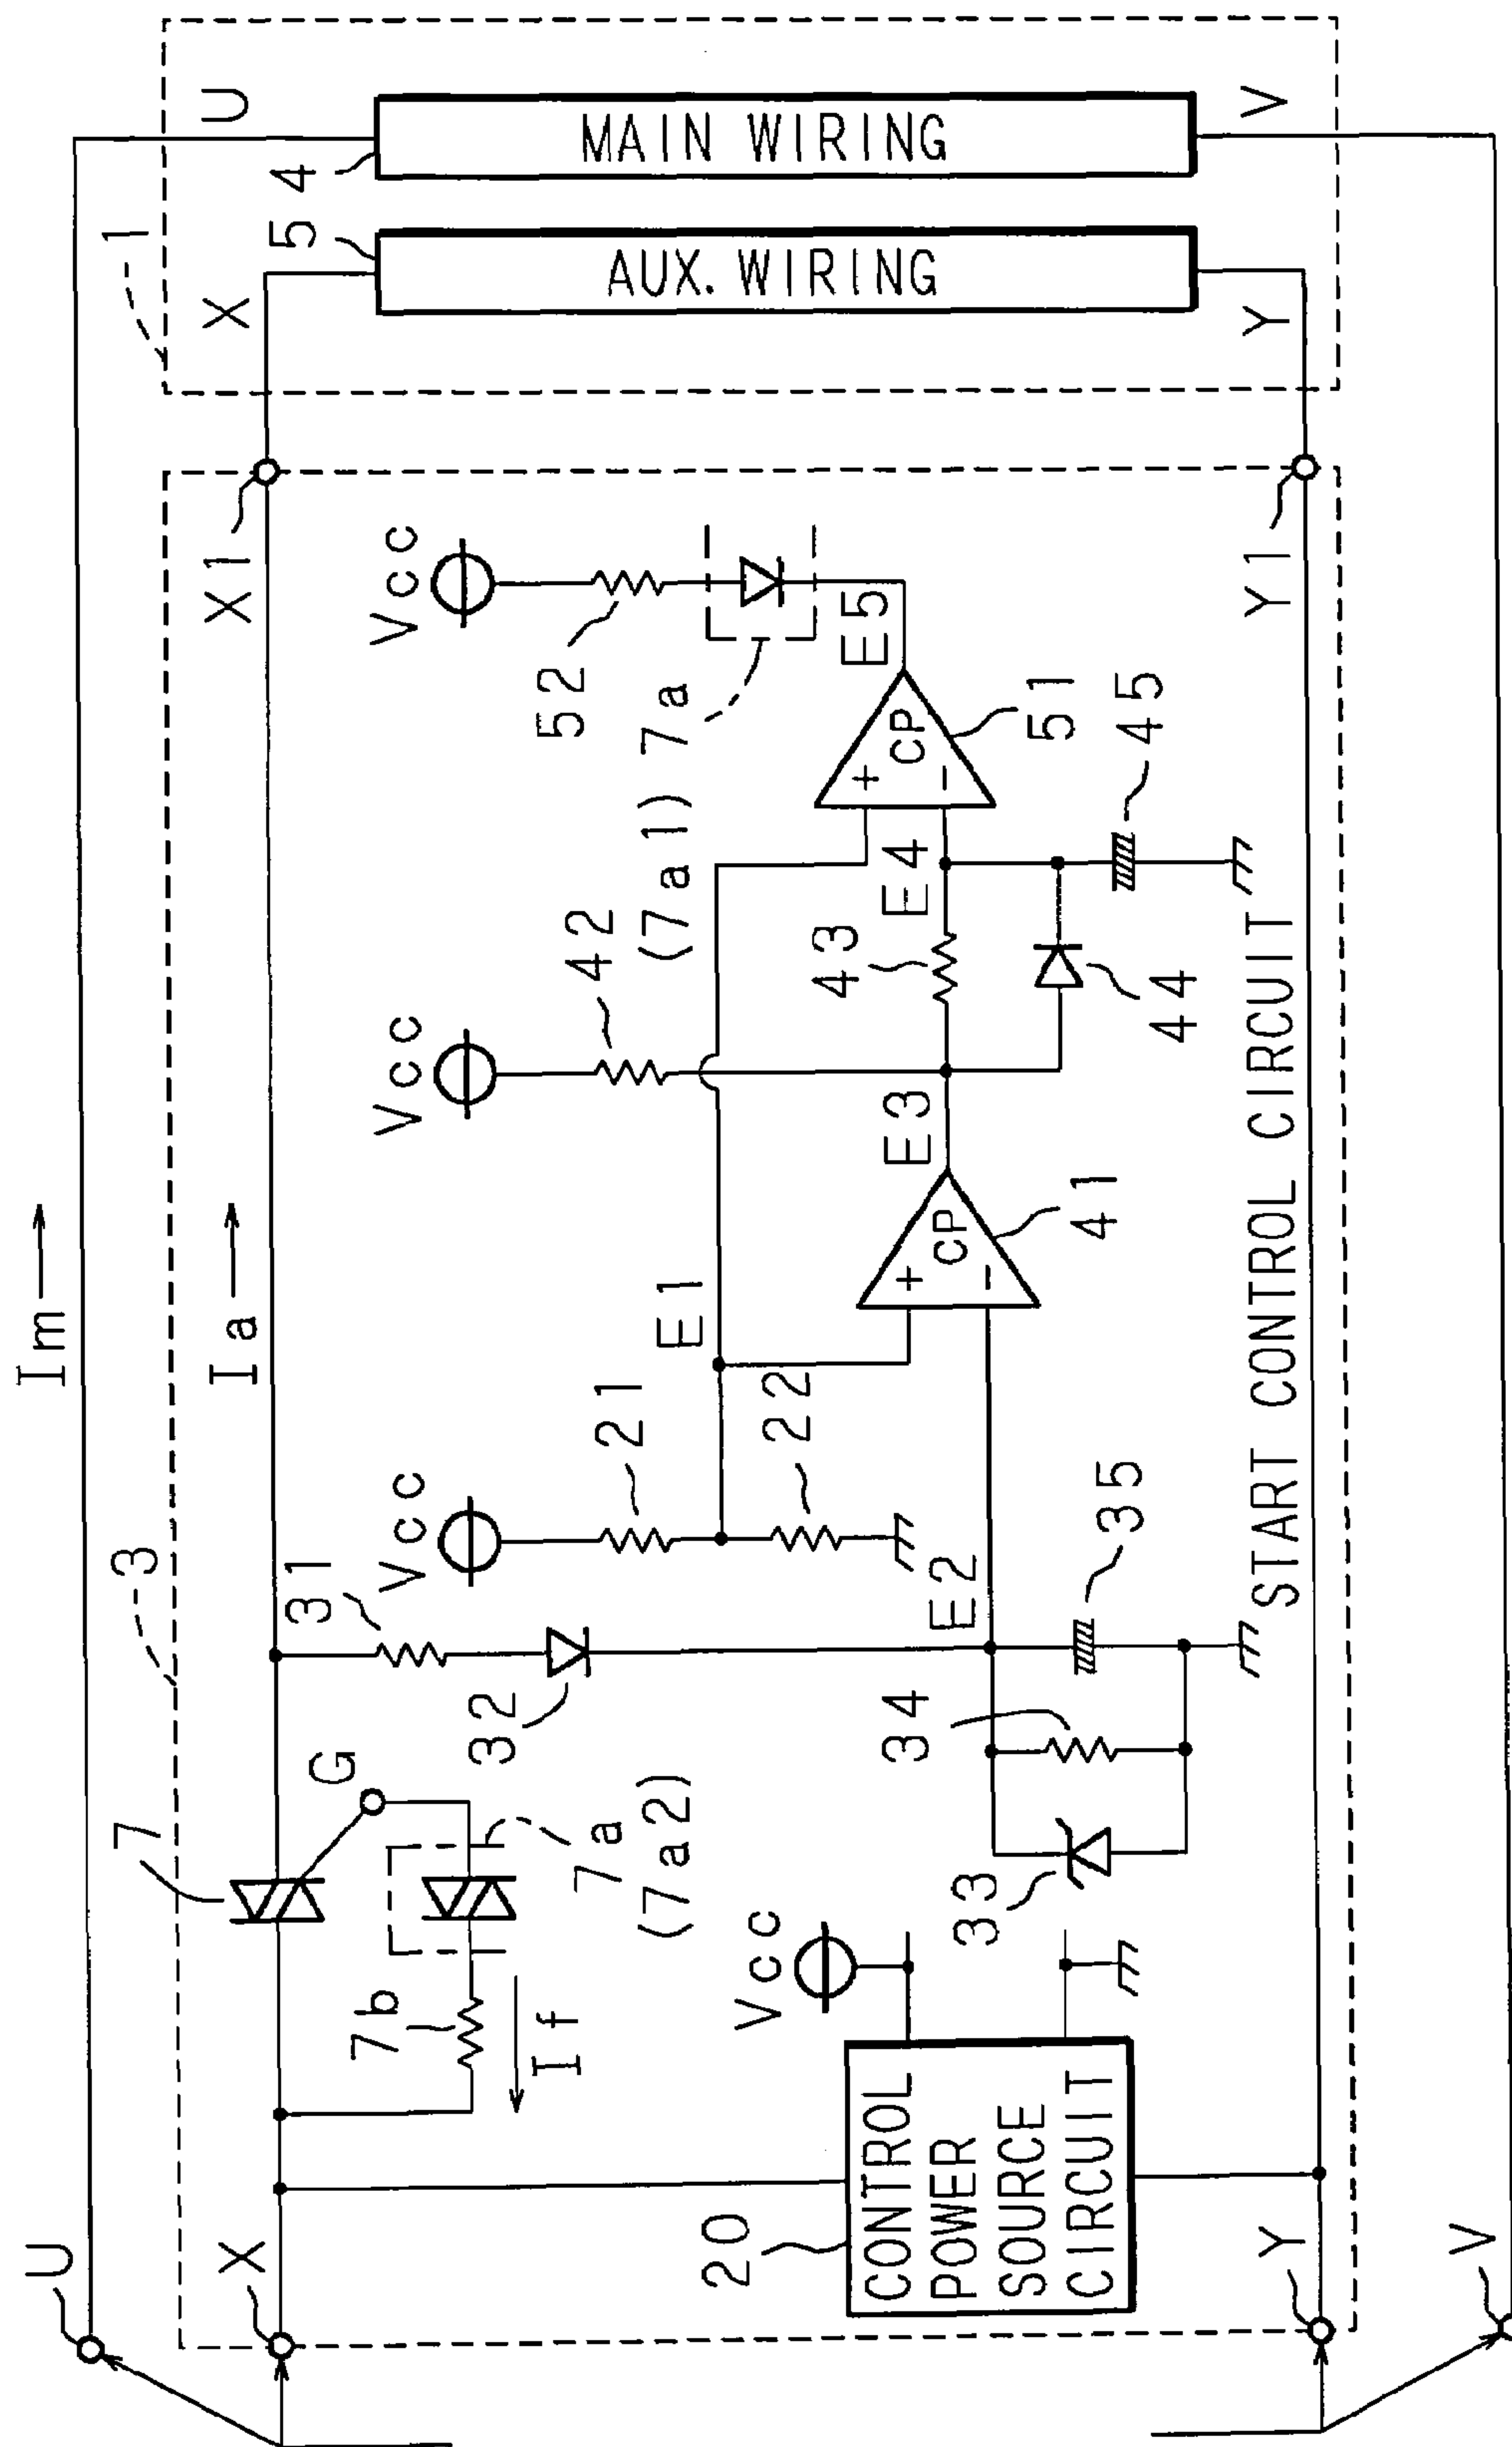 Im
Ia
U
X
Y
V
U
X
Y
V
1
3
4
5
MAIN WIRING
AUX. WIRING
X1
Y1
7
G
7a
(7a2)
7b
If
20
CONTROL
POWER
SOURCE
CIRCUIT
Vcc
31
32
33
34
35
E2
Vcc
21
22
E1
+
-
CP
41
E3
Vcc
42
43
44
45
E4
+
-
CP
51
E5
Vcc
52
(7a1) 7a
START CONTROL CIRCUIT